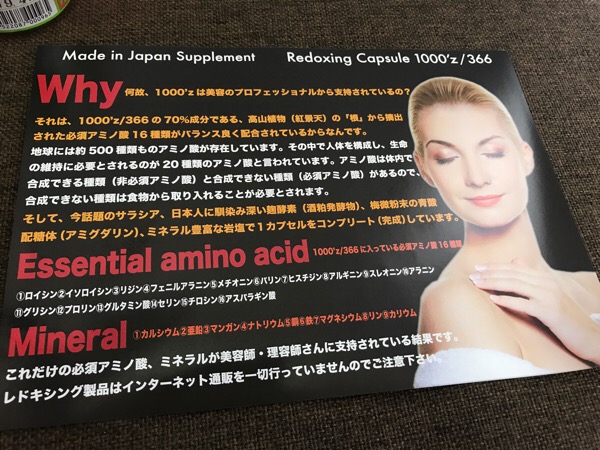 Made in Japan Supplement Redoxing Capsule 1000'z/366
Why 何故、1000'zは美容のプロフェッショナルから支持されているの？
それは、1000'z/366の70%成分である、高山植物（紅景天）の「根」から摘出
された必須アミノ酸16種類がバランス良く配合されているからなんです。
地球には約500種類ものアミノ酸が存在しています。その中で人体を構成し、生命
の維持に必要とされるのが20種類のアミノ酸と言われています。アミノ酸は体内で
合成できる種類（非必須アミノ酸）と合成できない種類（必須アミノ酸）があるので、
合成できない種類は食物から取り入れることが必要とされます。
そして、今話題のサラシア、日本人に馴染み深い麹酵素（酒粕発酵物）、梅微粉末の青酸
配糖体（アミグダリン）、ミネラル豊富な岩塩で1カプセルをコンプリート（完成）しています。
Essential amino acid 1000'z/366に入っている必須アミノ酸16種類
①ロイシン②イソロイシン③リジン④フェニルアラニン⑤メチオニン⑥バリン⑦ヒスチジン⑧アルギニン⑨スレオニン⑩アラニン
⑪グリシン⑫プロリン⑬グルタミン酸⑭セリン⑮チロシン⑯アスパラギン酸
Mineral ①カルシウム②亜鉛③マンガン④ナトリウム⑤銅⑥鉄⑦マグネシウム⑧リン⑨カリウム
これだけの必須アミノ酸、ミネラルが美容師・理容師さんに支持されている結果です。
レドキシング製品はインターネット通販を一切行っていませんのでご注意下さい。